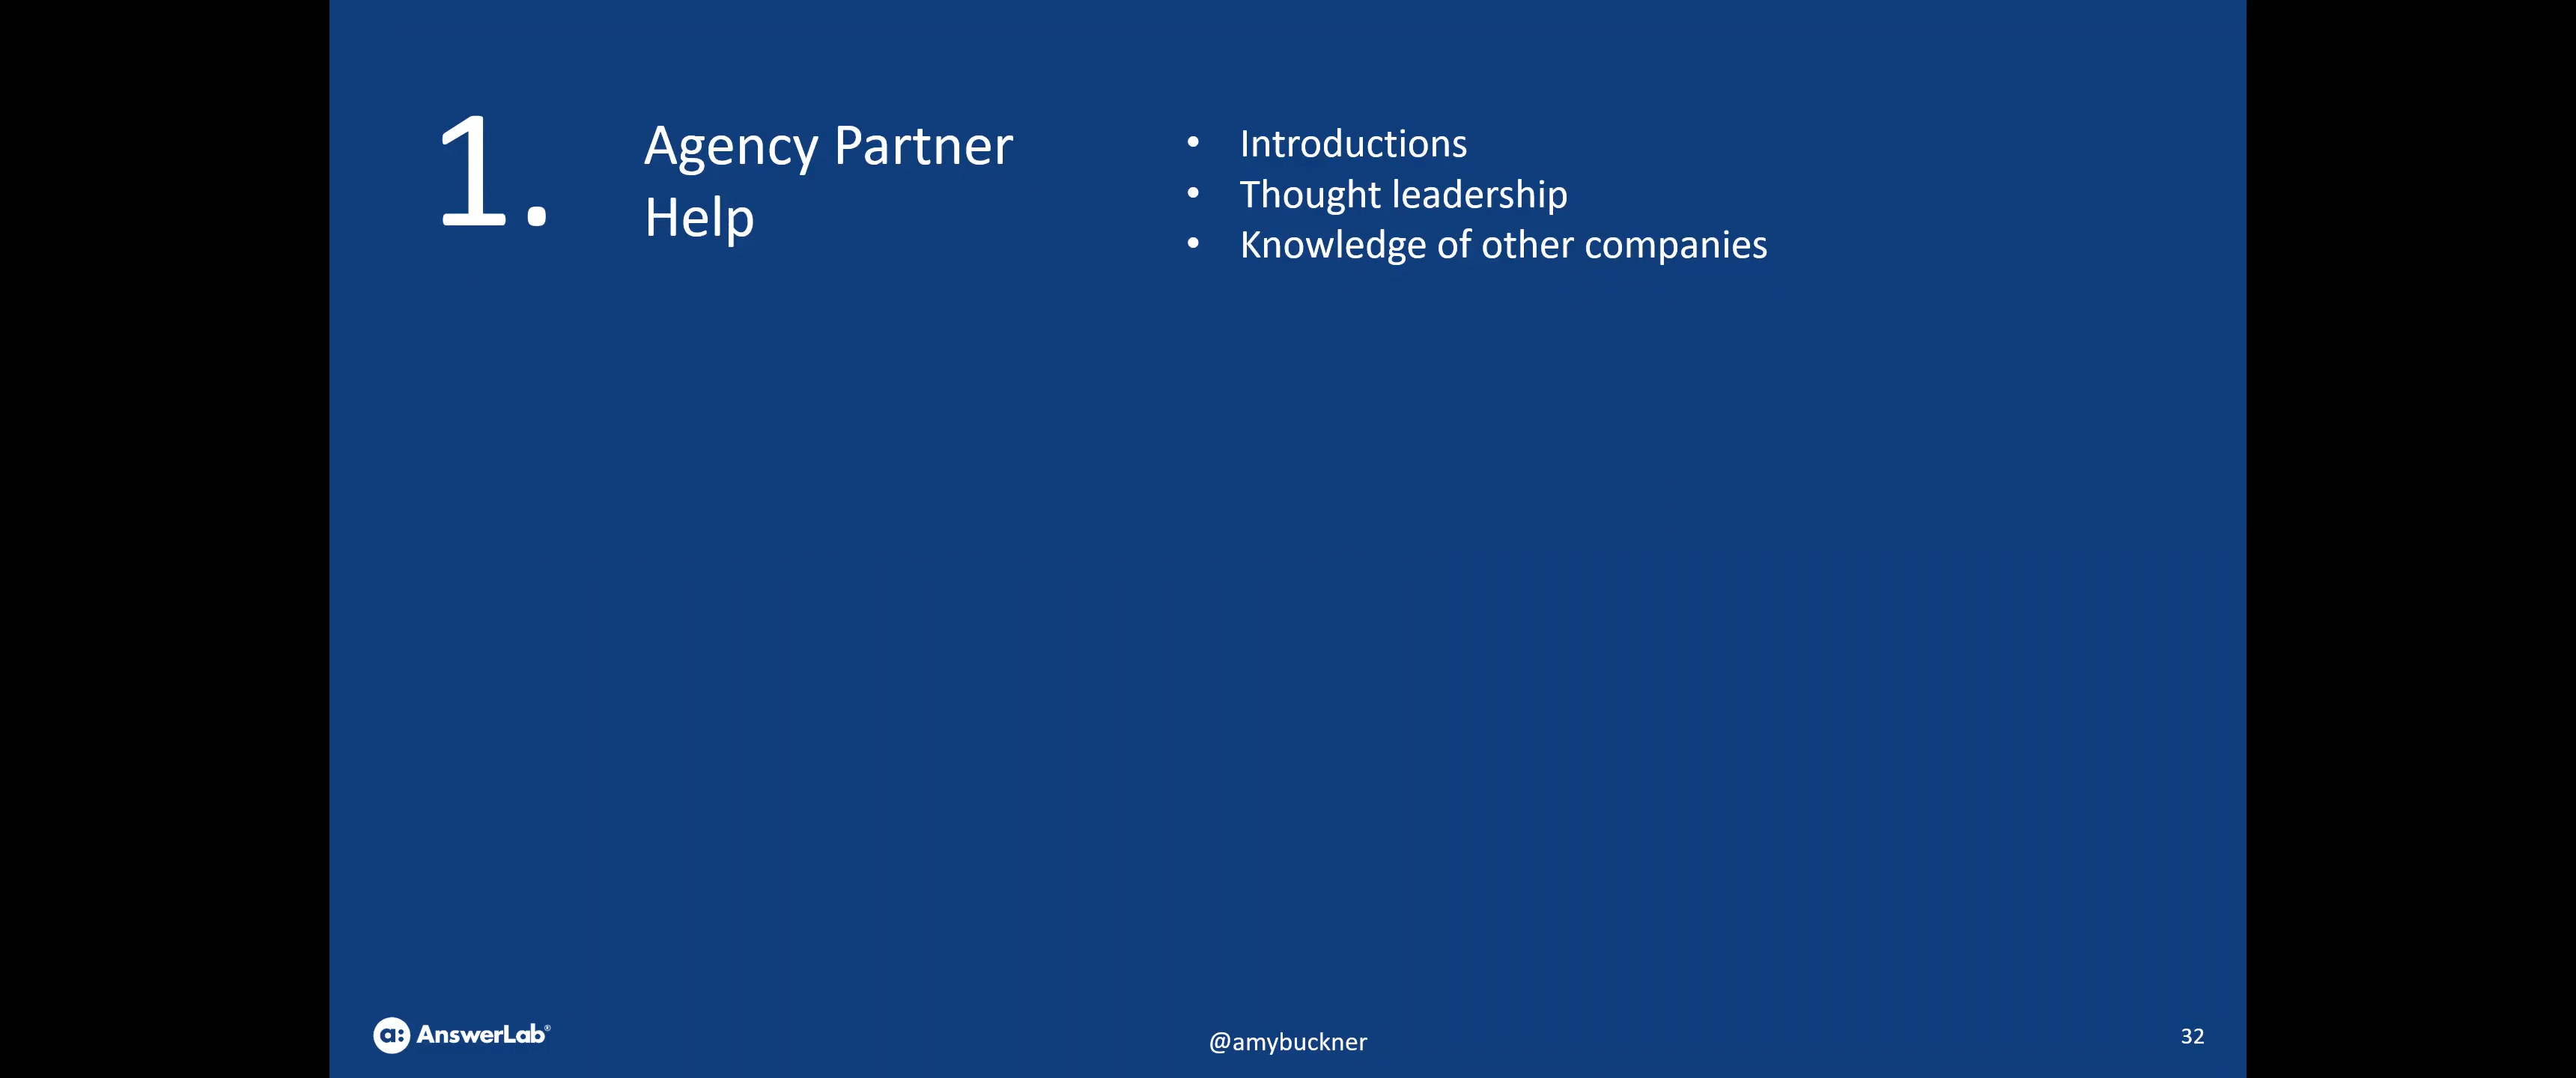 1.
Agency Partner
Help
• Introductions
• Thought leadership
• Knowledge of other companies
a: AnswerLab®
@amybuckner
32